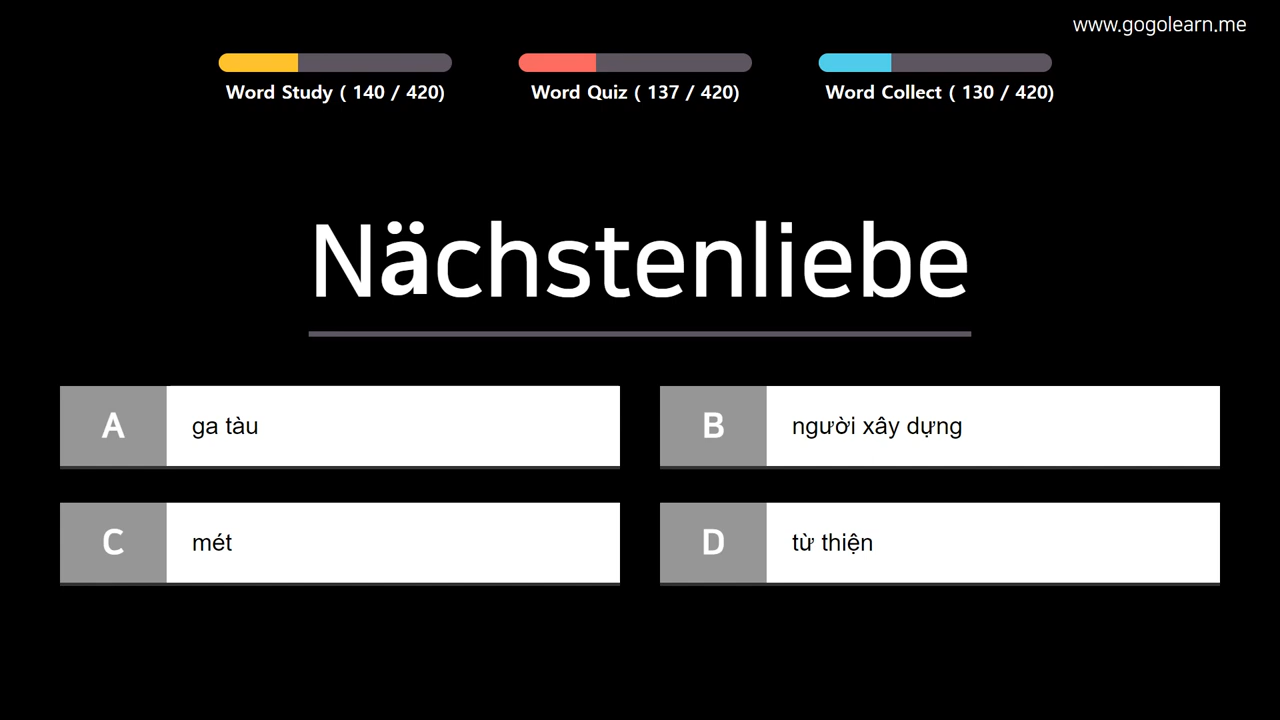 www.gogolearn.me
Word Study ( 140 / 420)
Word Quiz ( 137 / 420)
Word Collect ( 130 / 420)
Nächstenliebe
A ga tàu
B người xây dựng
C mét
D từ thiện